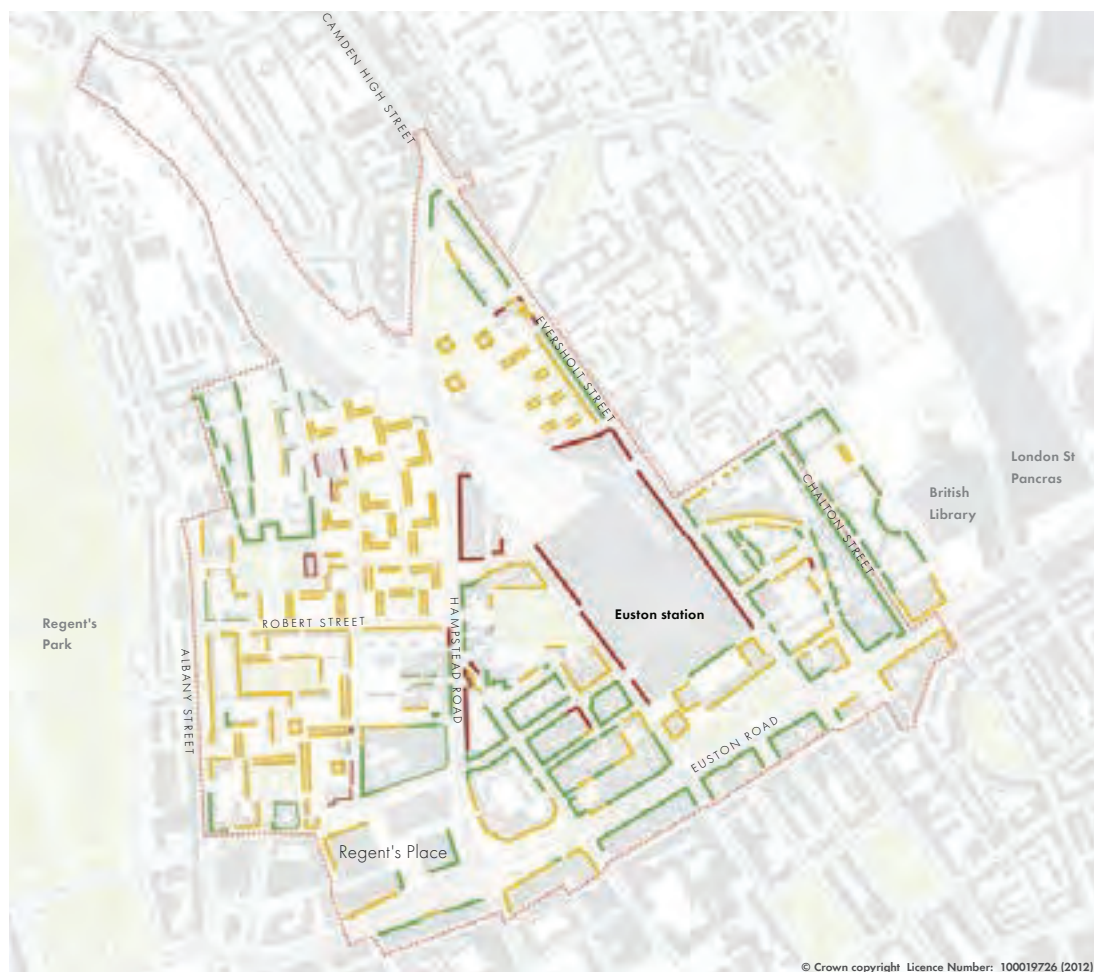 CAMDEN HIGH STREET
EVERSHOLT STREET
CHALTON STREET
London St
Pancras
British
Library
Euston station
Regent's
Park
ROBERT STREET
HAMPSTEAD ROAD
ALBANY STREET
EUSTON ROAD
Regent's Place
© Crown copyright Licence Number: 100019726 (2012)